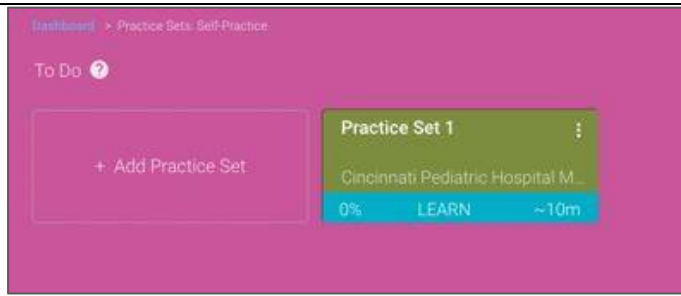 Dashboard > Practice Sets: Self-Practice
To Do ?
+ Add Practice Set
Practice Set 1
Cincinnati Pediatric Hospital M...
0% LEARN ~10m